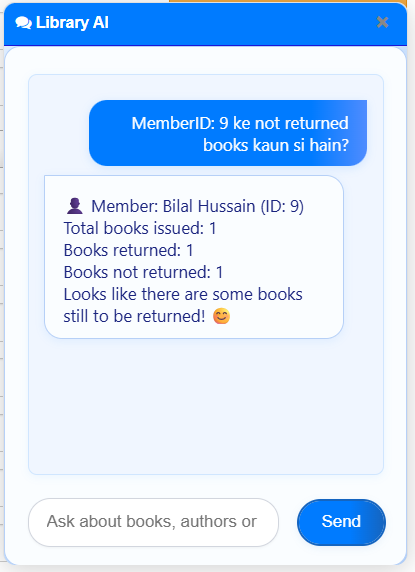 Library AI
MemberID: 9 ke not returned
books kaun si hain?
Member: Bilal Hussain (ID: 9)
Total books issued: 1
Books returned: 1
Books not returned: 1
Looks like there are some books
still to be returned! 😊
Ask about books, authors or
Send